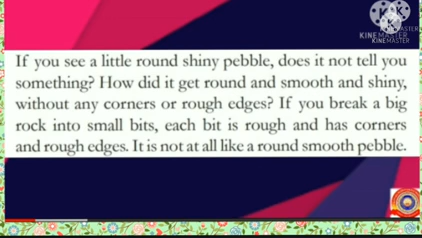 KINEMASTER
KINEMASTER
If you see a little round shiny pebble, does it not tell you
something? How did it get round and smooth and shiny,
without any corners or rough edges? If you break a big
rock into small bits, each bit is rough and has corners
and rough edges. It is not at all like a round smooth pebble.